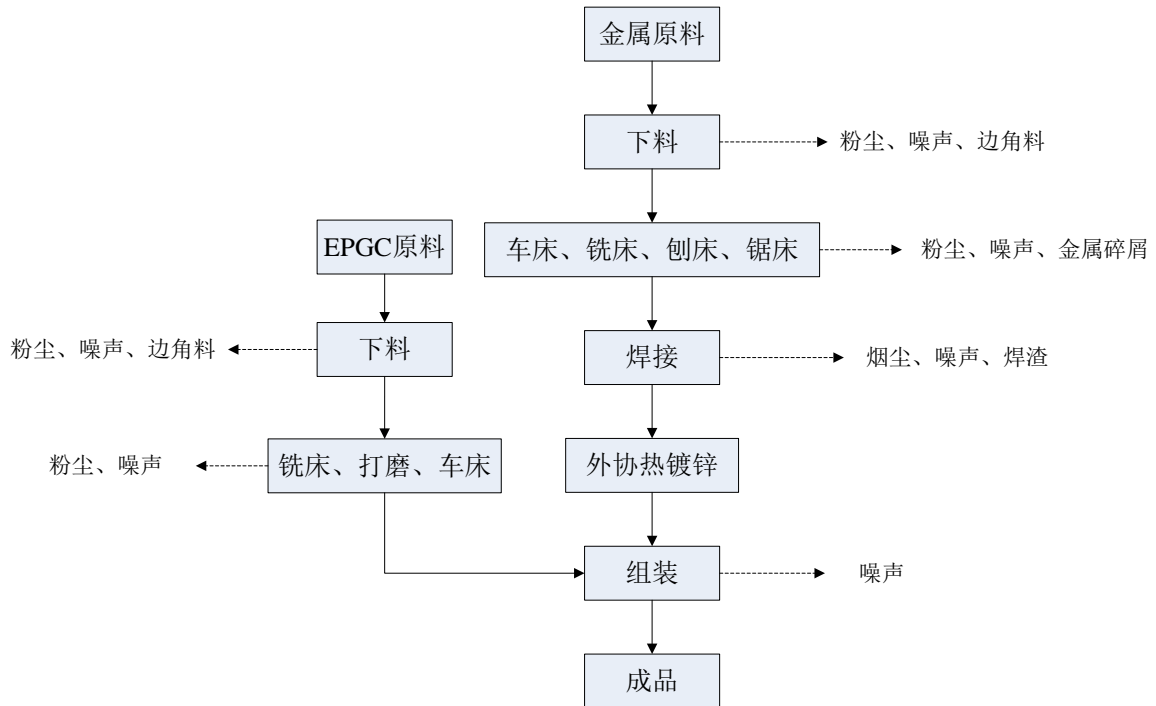 金属原料
下料
粉尘、噪声、边角料
EPGC原料
车床、铣床、刨床、锯床
粉尘、噪声、金属碎屑
粉尘、噪声、边角料
下料
焊接
烟尘、噪声、焊渣
粉尘、噪声
铣床、打磨、车床
外协热镀锌
组装
噪声
成品